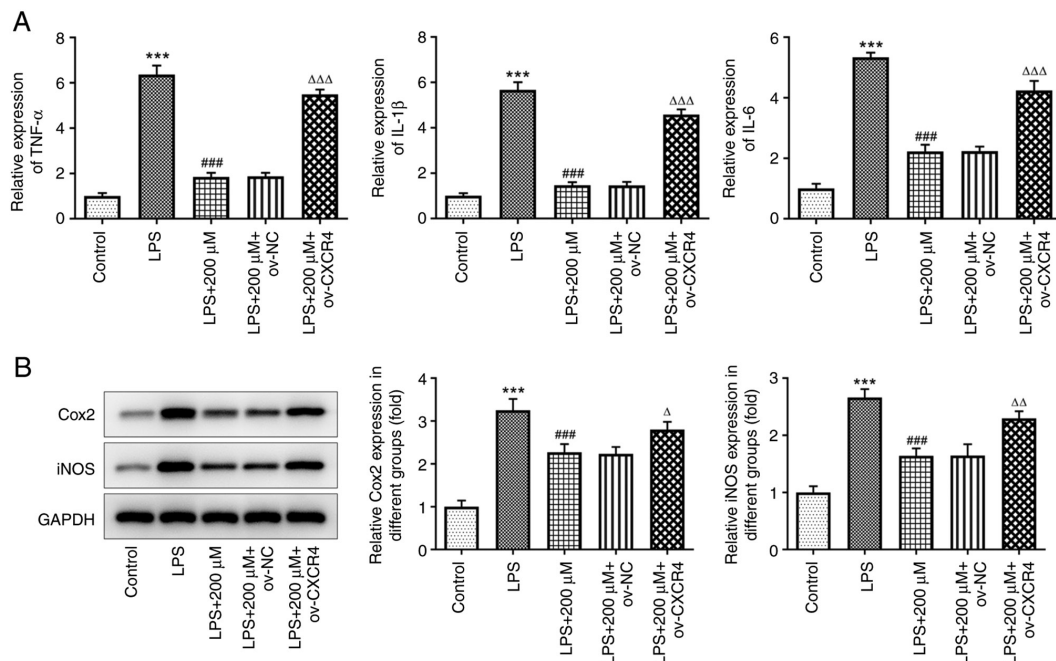 A
Relative expression
of TNF-α
8
6
4
2
0
***
###
ΔΔΔ
Control
LPS
LPS+200 μM
LPS+200 μM+
ov-NC
LPS+200 μM+
ov-CXCR4
Relative expression
of IL-1β
8
6
4
2
0
***
###
ΔΔΔ
Control
LPS
LPS+200 μM
LPS+200 μM+
ov-NC
LPS+200 μM+
ov-CXCR4
Relative expression
of IL-6
6
4
2
0
***
###
ΔΔΔ
Control
LPS
LPS+200 μM
LPS+200 μM+
ov-NC
LPS+200 μM+
ov-CXCR4
B
Cox2
iNOS
GAPDH
Control
LPS
LPS+200 μM
LPS+200 μM+
ov-NC
LPS+200 μM+
ov-CXCR4
Relative Cox2 expression in
different groups (fold)
4
3
2
1
0
***
###
Δ
Control
LPS
LPS+200 μM
LPS+200 μM+
ov-NC
LPS+200 μM+
ov-CXCR4
Relative iNOS expression in
different groups (fold)
3
2
1
0
***
###
ΔΔ
Control
LPS
LPS+200 μM
LPS+200 μM+
ov-NC
LPS+200 μM+
ov-CXCR4